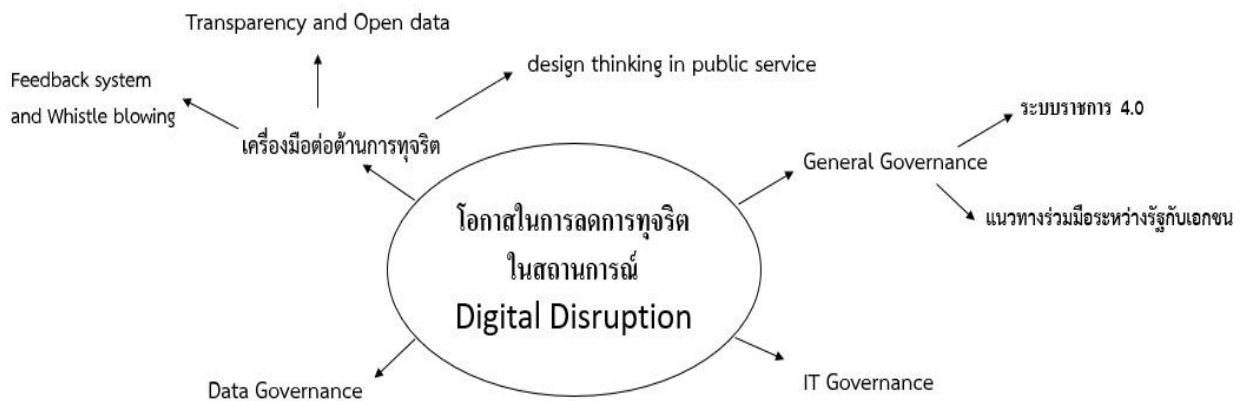 Transparency and Open data
Feedback system
and Whistle blowing
design thinking in public service
เครื่องมือต่อต้านการทุจริต
ระบบราชการ 4.0
General Governance
แนวทางร่วมมือระหว่างรัฐกับเอกชน
โอกาสในการลดการทุจริต
ในสถานการณ์
Digital Disruption
Data Governance
IT Governance